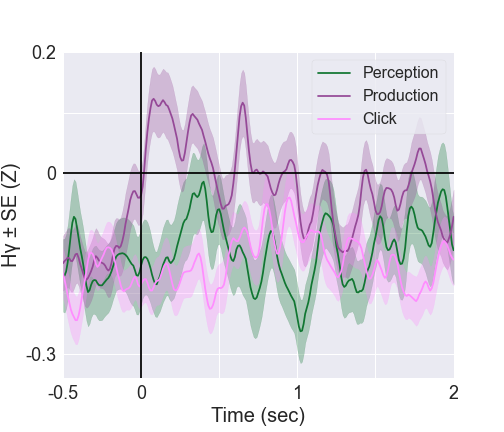 0.2
Perception
Production
Click
0
Hγ ± SE (Z)
-0.3
-0.5
0
1
2
Time (sec)